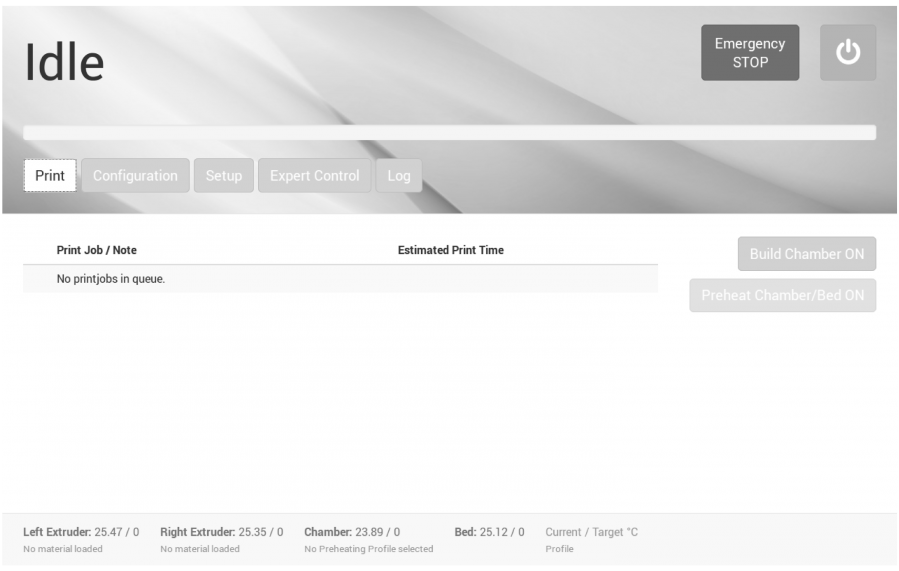 Idle
Emergency
STOP
Print Configuration Setup Expert Control Log
Print Job / Note Estimated Print Time
No printjobs in queue.
Build Chamber ON
Preheat Chamber/Bed ON
Left Extruder: 25.47 / 0 Right Extruder: 25.35 / 0 Chamber: 23.89 / 0 Bed: 25.12 / 0 Current / Target °C
No material loaded No material loaded No Preheating Profile selected Profile